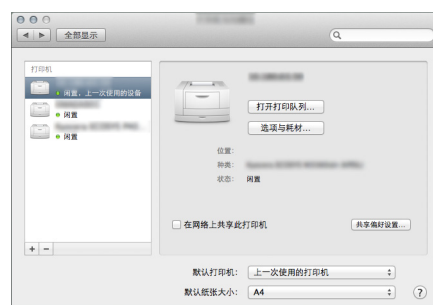 全部显示
打印机
闲置，上一次使用的设备
闲置
闲置
打开打印队列...
选项与耗材...
位置：
种类：
状态： 闲置
在网络上共享此打印机
共享偏好设置...
+ −
默认打印机： 上一次使用的打印机
默认纸张大小： A4
?